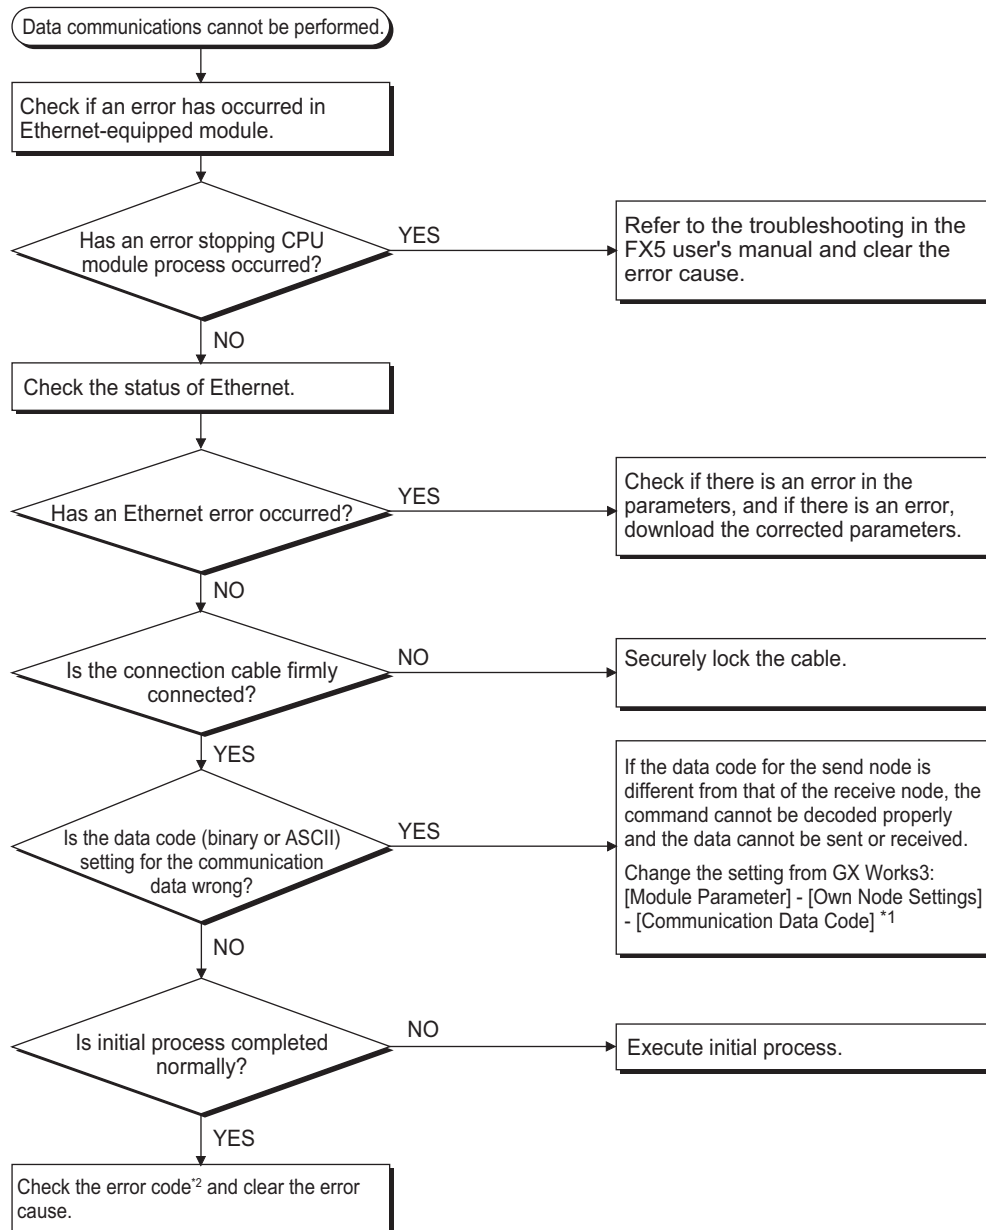 Data communications cannot be performed.
Check if an error has occurred in
Ethernet-equipped module.
Has an error stopping CPU
module process occurred?
YES
Refer to the troubleshooting in the
FX5 user's manual and clear the
error cause.
NO
Check the status of Ethernet.
Has an Ethernet error occurred?
YES
Check if there is an error in the
parameters, and if there is an error,
download the corrected parameters.
NO
Is the connection cable firmly
connected?
NO
Securely lock the cable.
YES
Is the data code (binary or ASCII)
setting for the communication
data wrong?
YES
If the data code for the send node is
different from that of the receive node, the
command cannot be decoded properly
and the data cannot be sent or received.
Change the setting from GX Works3:
[Module Parameter] - [Own Node Settings]
- [Communication Data Code] *1
NO
Is initial process completed
normally?
NO
Execute initial process.
YES
Check the error code*2 and clear the error
cause.